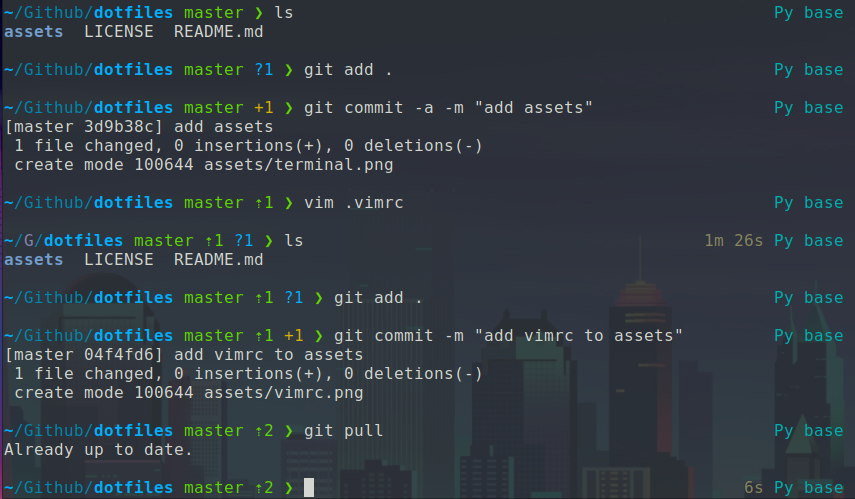 ~/Github/dotfiles master ❯ ls Py base
assets LICENSE README.md
~/Github/dotfiles master ?1 ❯ git add . Py base
~/Github/dotfiles master +1 ❯ git commit -a -m "add assets" Py base
[master 3d9b38c] add assets
1 file changed, 0 insertions(+), 0 deletions(-)
create mode 100644 assets/terminal.png
~/Github/dotfiles master ⇡1 ❯ vim .vimrc Py base
~/G/dotfiles master ⇡1 ?1 ❯ ls 1m 26s Py base
assets LICENSE README.md
~/Github/dotfiles master ⇡1 ?1 ❯ git add . Py base
~/Github/dotfiles master ⇡1 +1 ❯ git commit -m "add vimrc to assets" Py base
[master 04f4fd6] add vimrc to assets
1 file changed, 0 insertions(+), 0 deletions(-)
create mode 100644 assets/vimrc.png
~/Github/dotfiles master ⇡2 ❯ git pull Py base
Already up to date.
~/Github/dotfiles master ⇡2 ❯ 6s Py base